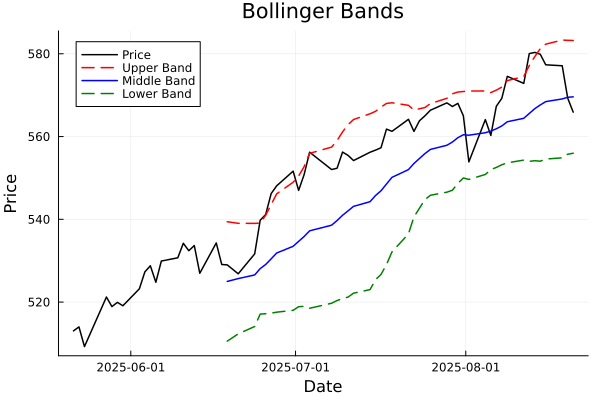 Bollinger Bands
Price
Upper Band
Middle Band
Lower Band
Price
580
560
540
520
2025-06-01 2025-07-01 2025-08-01
Date